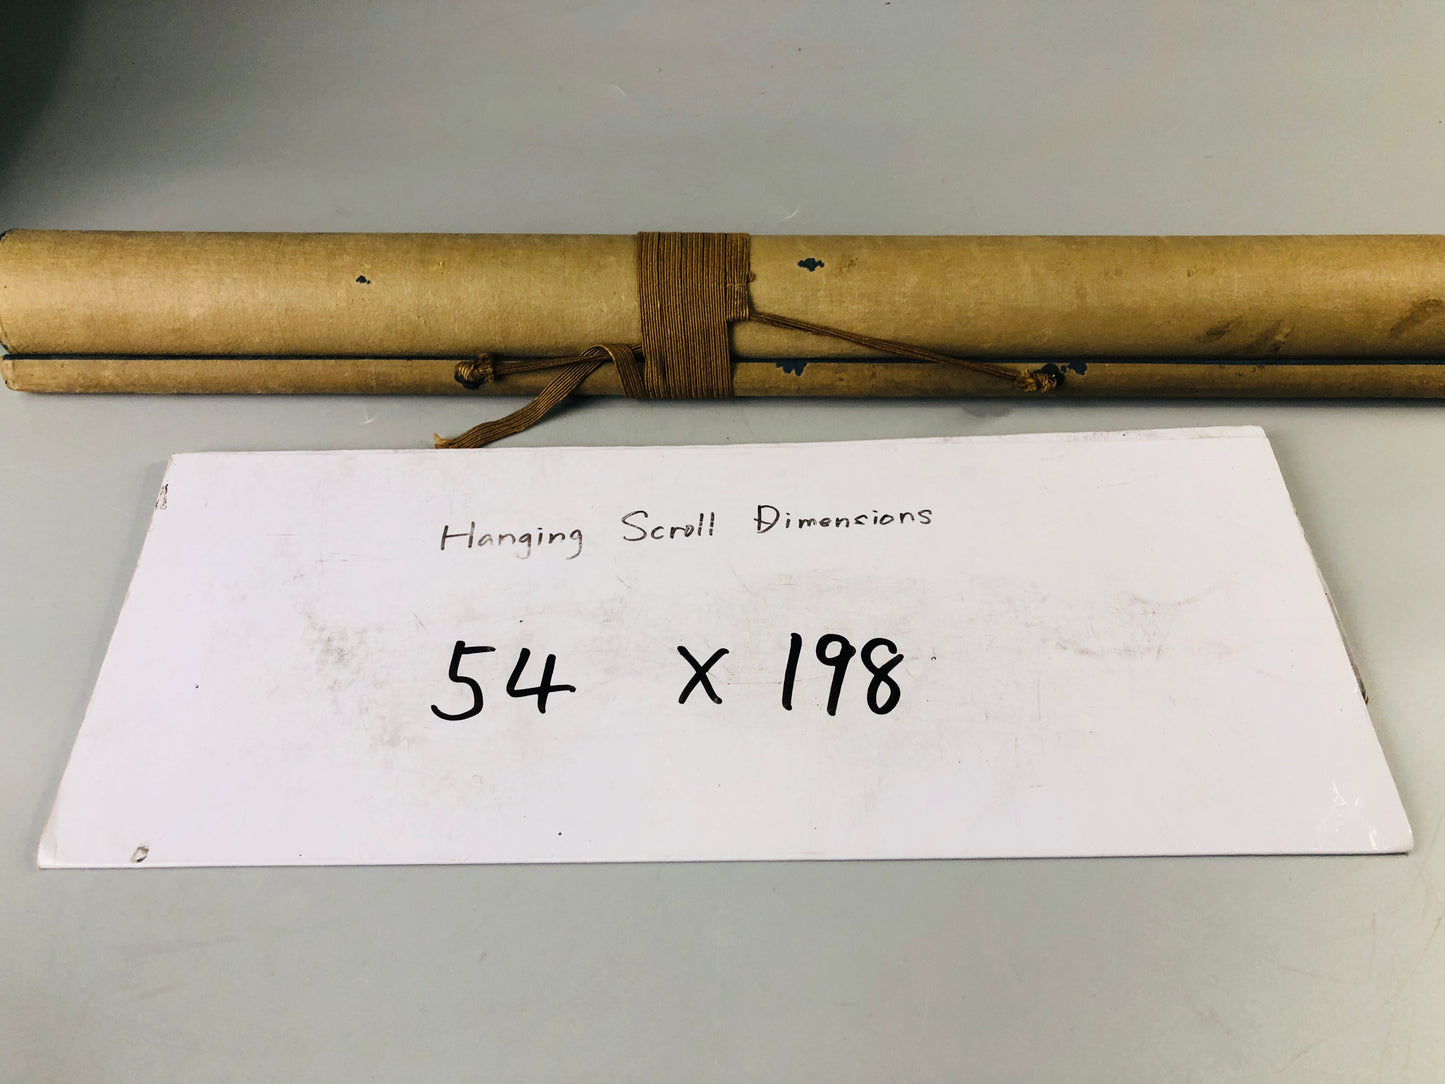 Hanging Scroll Dimensions
54 x 198